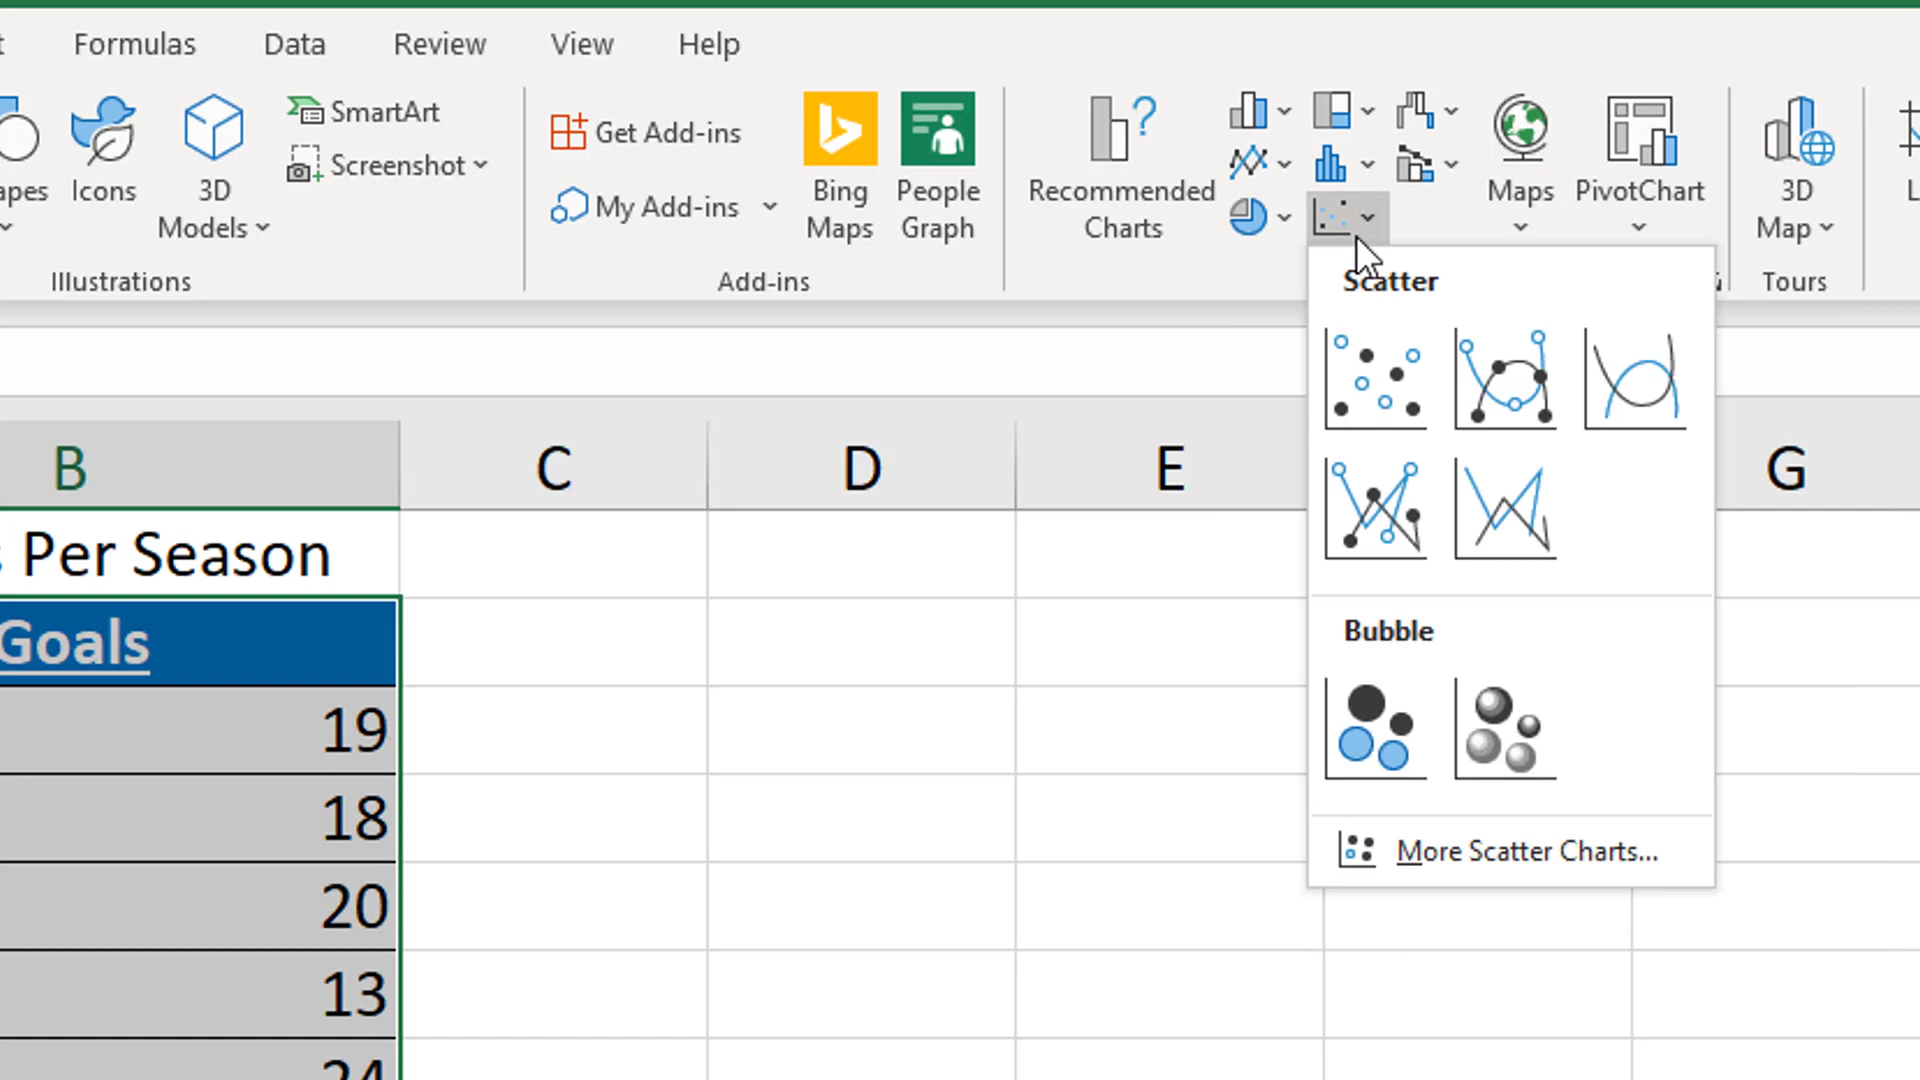 Formulas Data Review View Help
SmartArt
Screenshot
Icons
3D
Models
Illustrations
Get Add-ins
My Add-ins
Bing
Maps
People
Graph
Add-ins
Recommended
Charts
Maps
PivotChart
3D
Map
Tours
Scatter
Bubble
More Scatter Charts...
B C D E G
Per Season
Goals
19
18
20
13
24